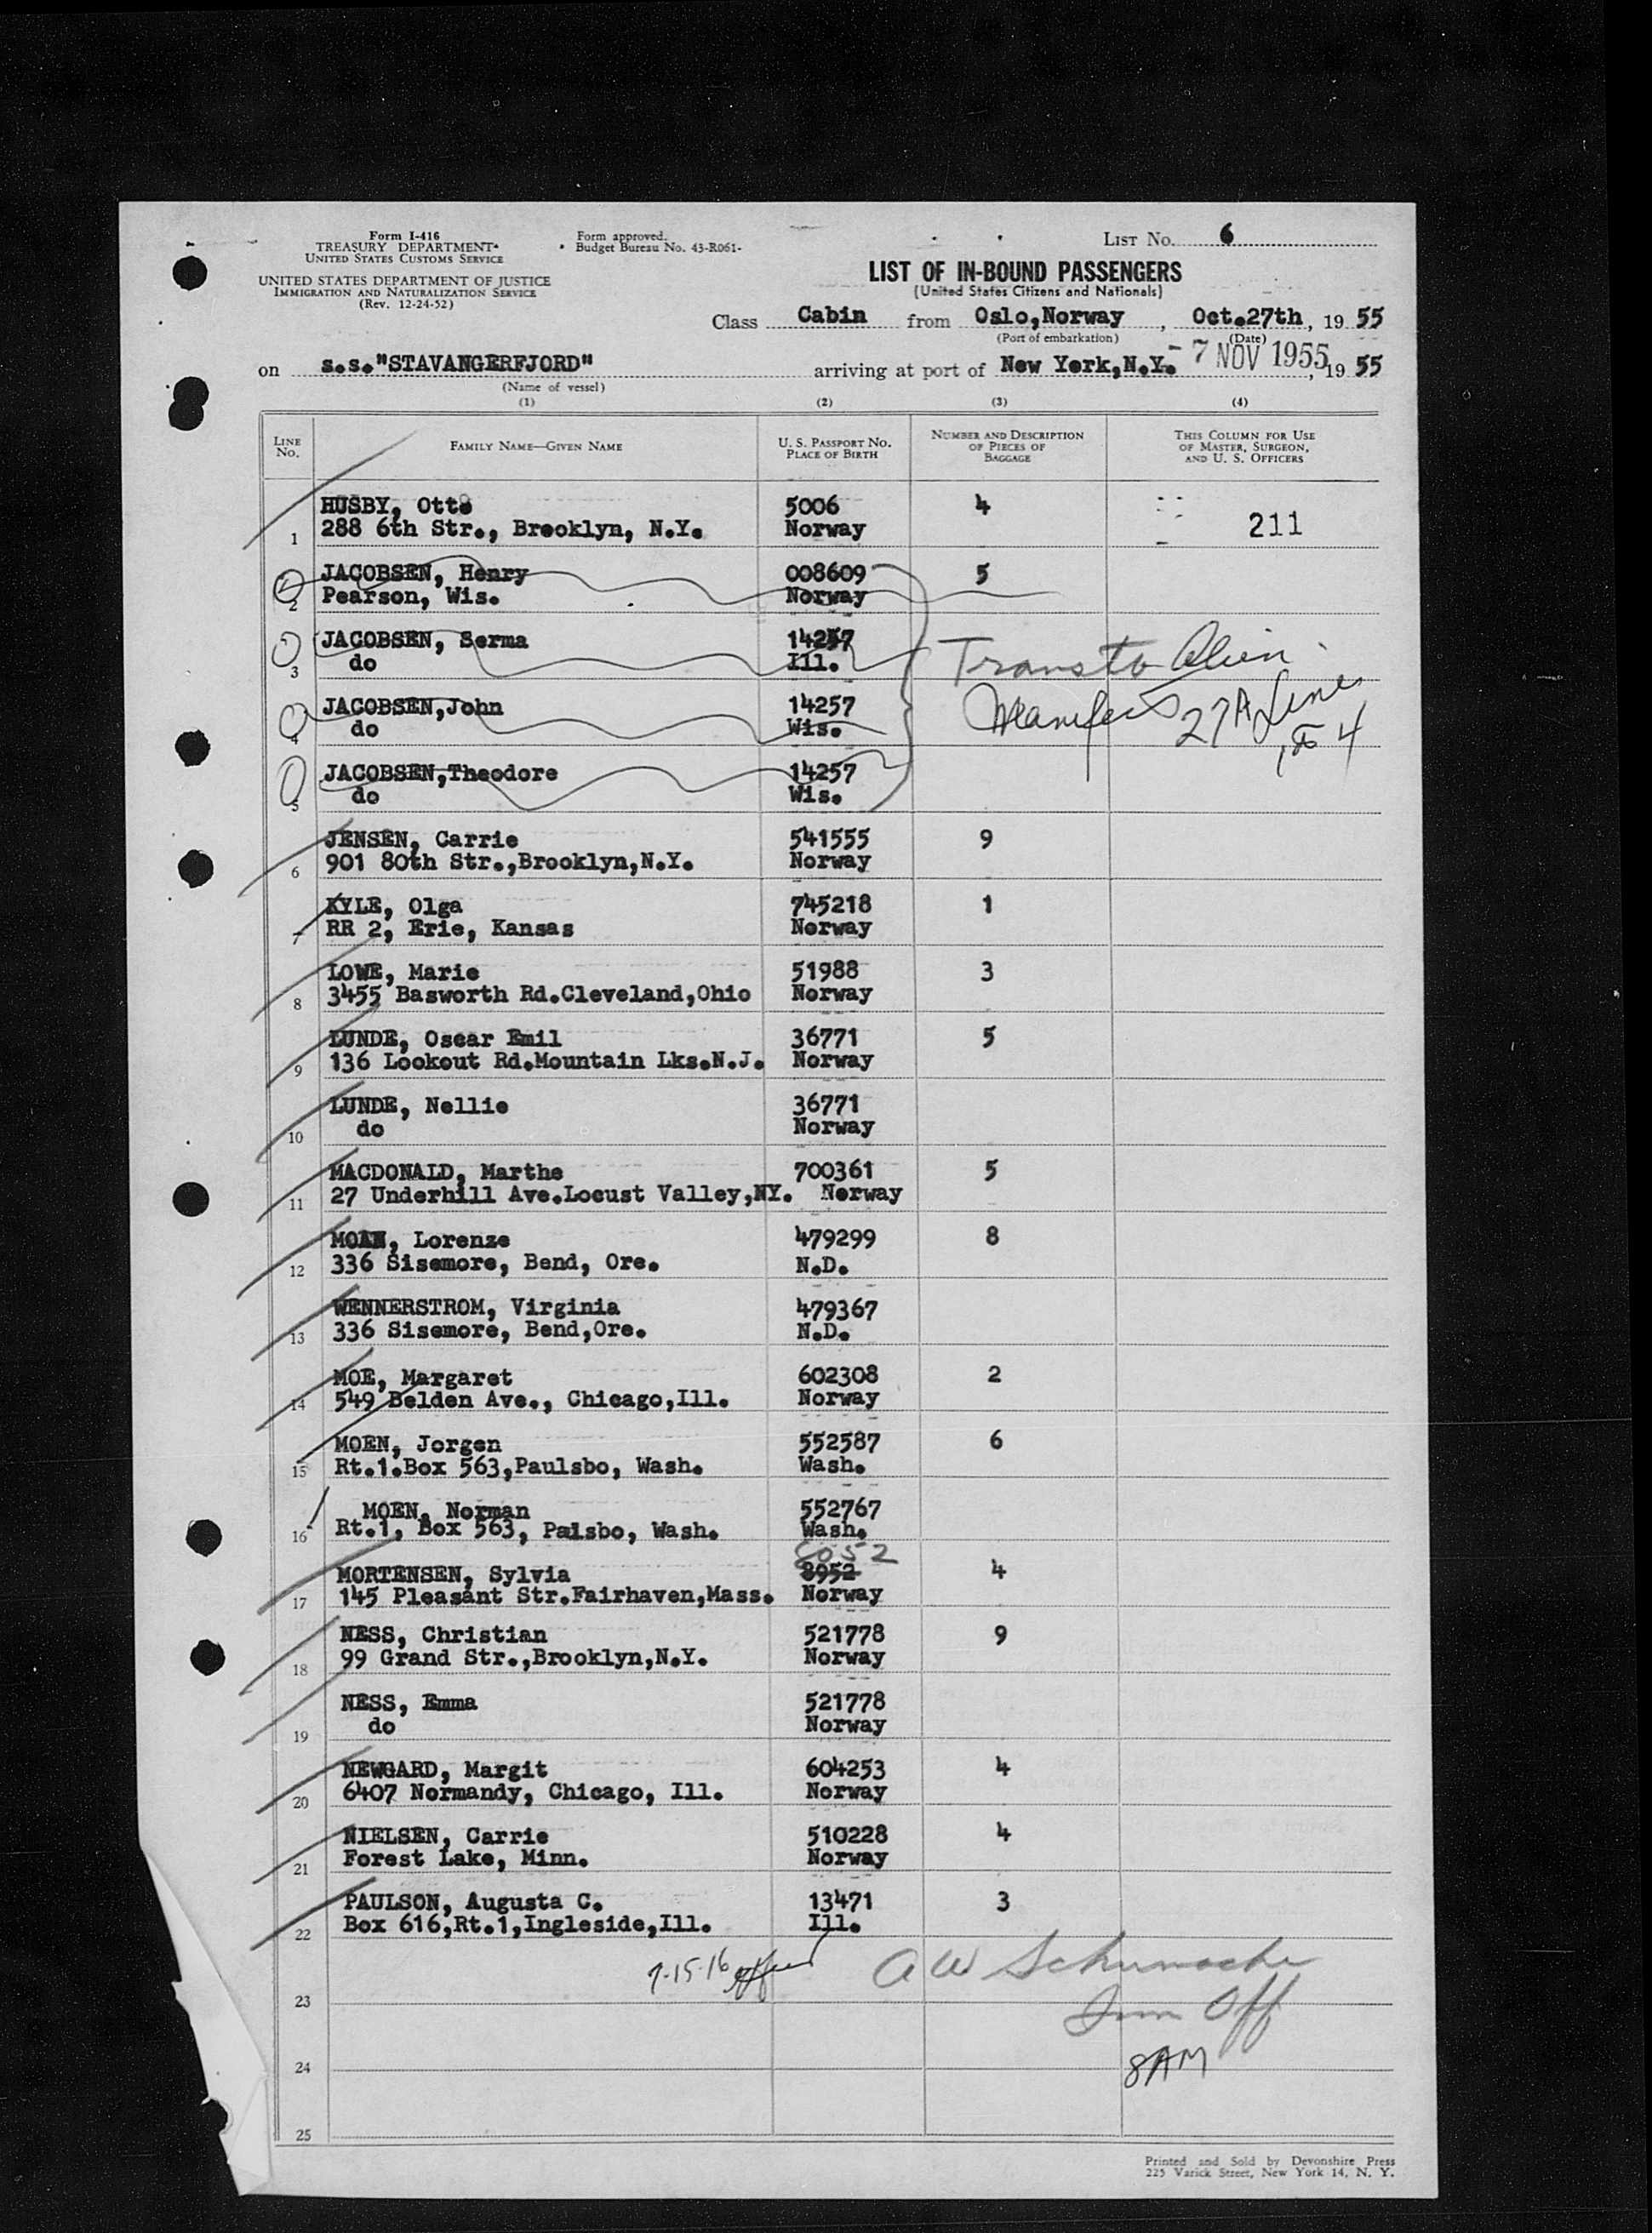 Form I-416
TREASURY DEPARTMENT
UNITED STATES CUSTOMS SERVICE
UNITED STATES DEPARTMENT OF JUSTICE
IMMIGRATION AND NATURALIZATION SERVICE
(Rev. 12-24-52)
Form approved.
Budget Bureau No. 43-R061-
LIST No. 6
LIST OF IN-BOUND PASSENGERS
(United States Citizens and Nationals)
Class Cabin from Oslo,Norway, Oct.27th, 19 55
(Port of embarkation) (Date)
on s.s."STAVANGERFJORD" arriving at port of New York,N.Y. - 7 NOV 1955, 19 55
(Name of vessel)
(1) (2) (3) (4)
LINE No. FAMILY NAME—GIVEN NAME U. S. PASSPORT No. PLACE OF BIRTH NUMBER AND DESCRIPTION OF PIECES OF BAGGAGE THIS COLUMN FOR USE OF MASTER, SURGEON, AND U. S. OFFICERS
HUSBY, Otto 5006 4
1 288 6th Str., Brooklyn, N.Y. Norway 211
JACOBSEN, Henry 008609 5
2 Pearson, Wis. Norway
JACOBSEN, Serma 14257
3 do Ill.
Trans to Alien
JACOBSEN,John 14257
4 do Wis.
Manifest 27A Line 1 to 4
JACOBSEN,Theodore 14257
5 do Wis.
JENSEN, Carrie 541555 9
6 901 80th Str.,Brooklyn,N.Y. Norway
KYLE, Olga 745218 1
7 RR 2, Erie, Kansas Norway
LOWE, Marie 51988 3
8 3455 Basworth Rd.Cleveland,Ohio Norway
LUNDE, Oscar Emil 36771 5
9 136 Lookout Rd.Mountain Lks.N.J. Norway
LUNDE, Nellie 36771
10 do Norway
MACDONALD, Marthe 700361 5
11 27 Underhill Ave.Locust Valley,NY. Norway
MOAN, Lorenze 479299 8
12 336 Sisemore, Bend, Ore. N.D.
WENNERSTROM, Virginia 479367
13 336 Sisemore, Bend,Ore. N.D.
MOE, Margaret 602308 2
14 549 Belden Ave., Chicago,Ill. Norway
MOEN, Jorgen 552587 6
15 Rt.1.Box 563,Paulsbo, Wash. Wash.
MOEN, Norman 552767
16 Rt.1, Box 563, Palsbo, Wash. Wash.
8052
MORTENSEN, Sylvia 8952 4
17 145 Pleasant Str.Fairhaven,Mass. Norway
NESS, Christian 521778 9
18 99 Grand Str.,Brooklyn,N.Y. Norway
NESS, Emma 521778
19 do Norway
NEWGARD, Margit 604253 4
20 6407 Normandy, Chicago, Ill. Norway
NIELSEN, Carrie 510228 4
21 Forest Lake, Minn. Norway
PAULSON, Augusta C. 13471 3
22 Box 616,Rt.1,Ingleside,Ill. Ill.
7-15-16
A W Schumacher
23 Imm Off
24 8AM
25
Printed and Sold by Devonshire Press
225 Varick Street, New York 14, N. Y.